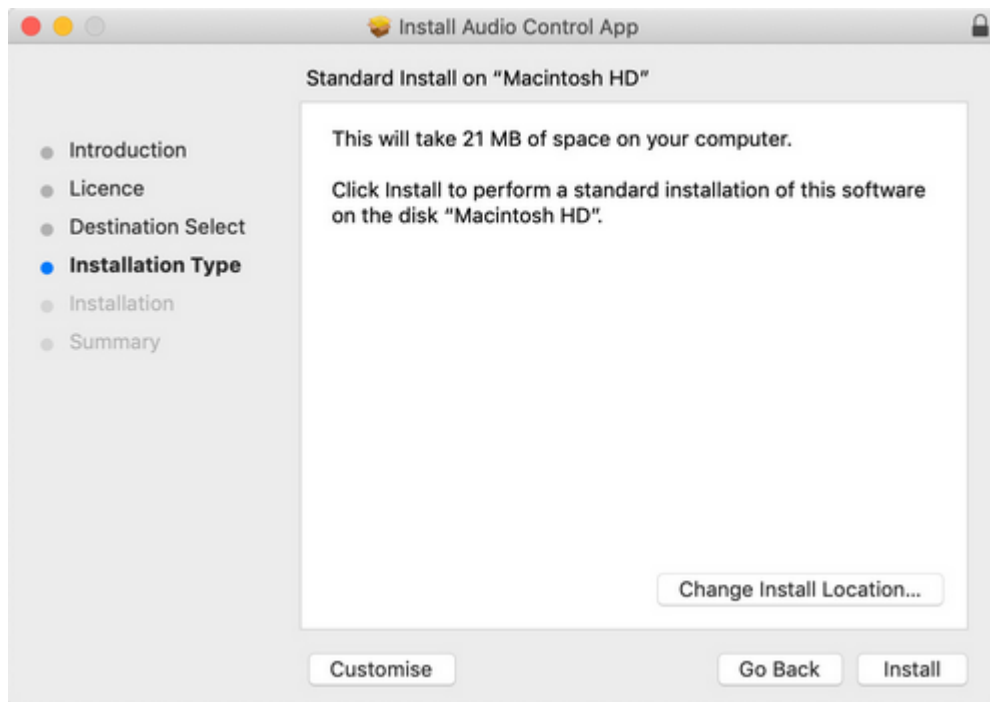 Install Audio Control App
Standard Install on “Macintosh HD”
Introduction
Licence
Destination Select
Installation Type
Installation
Summary
This will take 21 MB of space on your computer.
Click Install to perform a standard installation of this software
on the disk “Macintosh HD”.
Change Install Location...
Customise
Go Back
Install